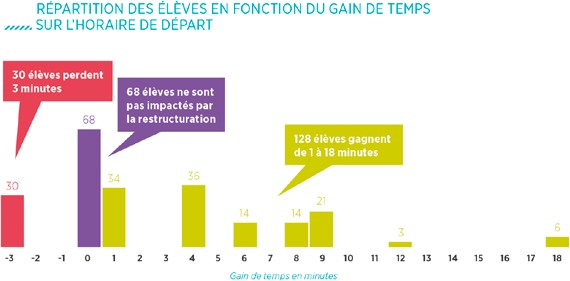 RÉPARTITION DES ÉLÈVES EN FONCTION DU GAIN DE TEMPS
SUR L'HORAIRE DE DÉPART
30 élèves perdent
3 minutes
68 élèves ne sont
pas impactés par
la restructuration
128 élèves gagnent
de 1 à 18 minutes
30
68
34
36
14
14
21
3
6
-3 -2 -1 0 1 2 3 4 5 6 7 8 9 10 11 12 13 14 15 16 17 18
Gain de temps en minutes